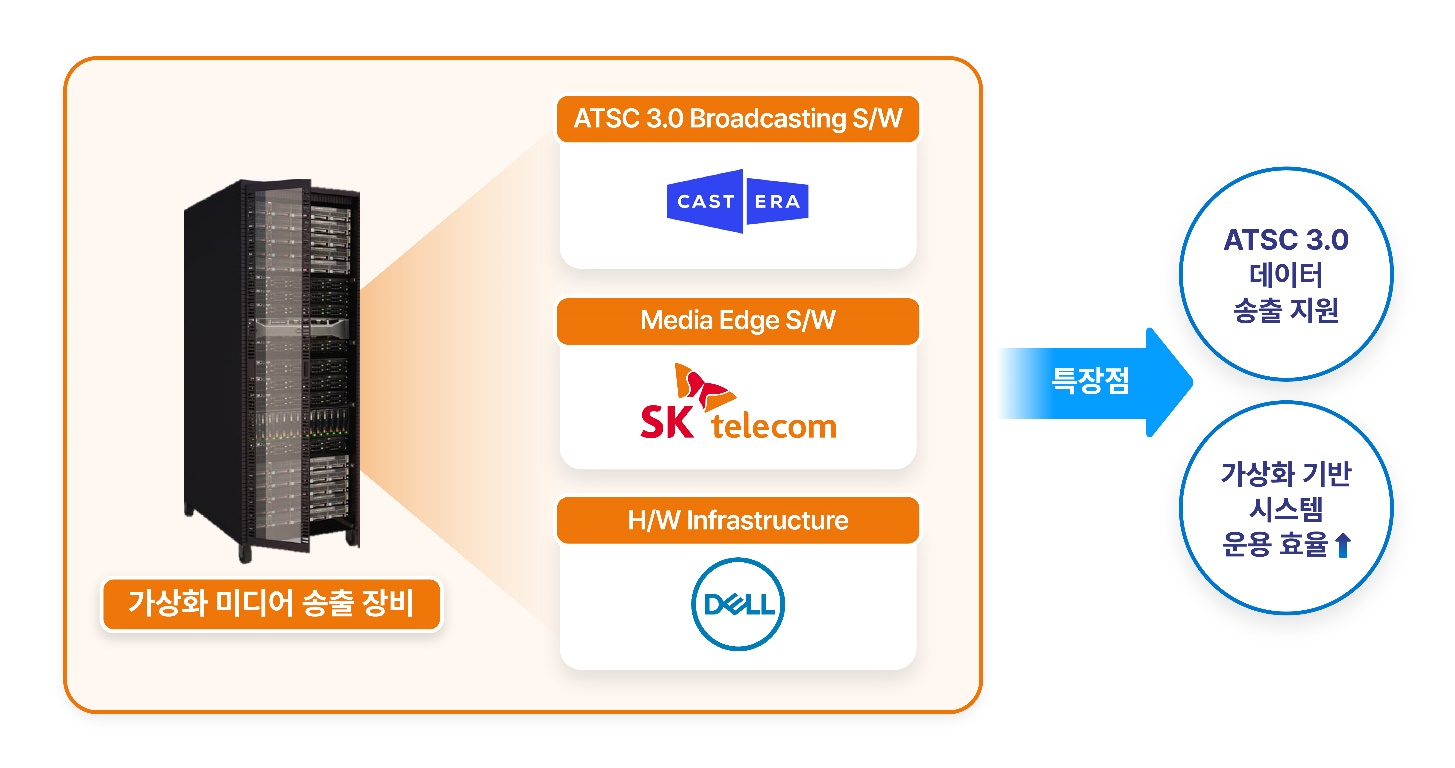 ATSC 3.0 Broadcasting S/W
CAST ERA
Media Edge S/W
SK telecom
H/W Infrastructure
DELL
가상화 미디어 송출 장비
특장점
ATSC 3.0
데이터
송출 지원
가상화 기반
시스템
운용 효율⬆